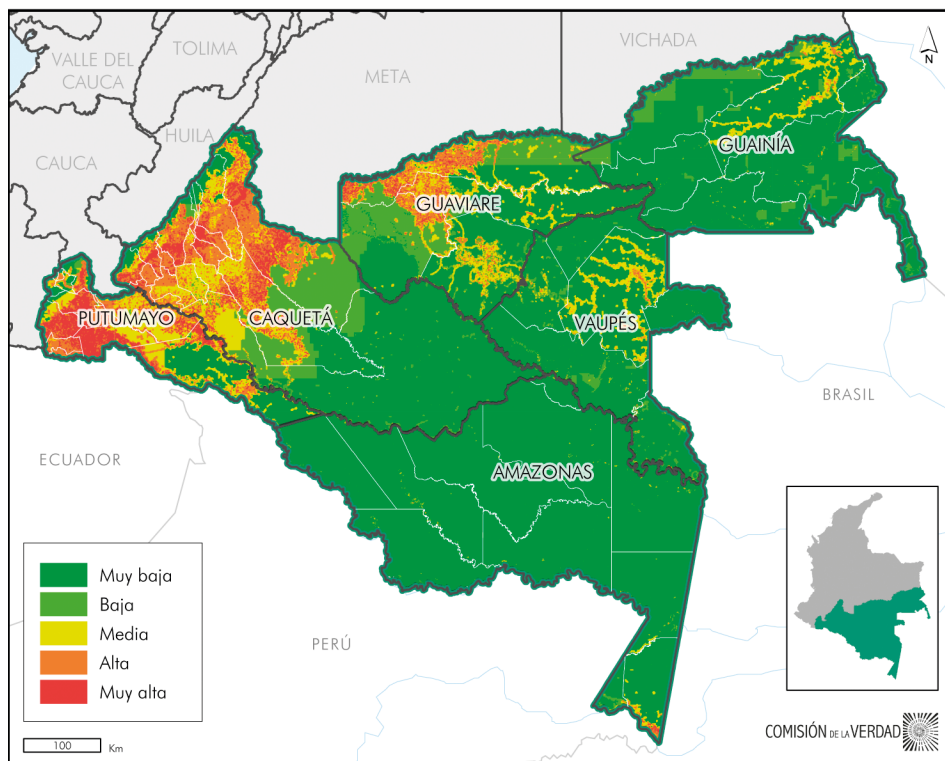 VALLE DEL
CAUCA
TOLIMA
META
VICHADA
N
HUILA
CAUCA
GUAINÍA
GUAVIARE
PUTUMAYO
CAQUETÁ
VAUPÉS
BRASIL
ECUADOR
AMAZONAS
PERÚ
Muy baja
Baja
Media
Alta
Muy alta
100 Km
COMISIÓN DE LA VERDAD